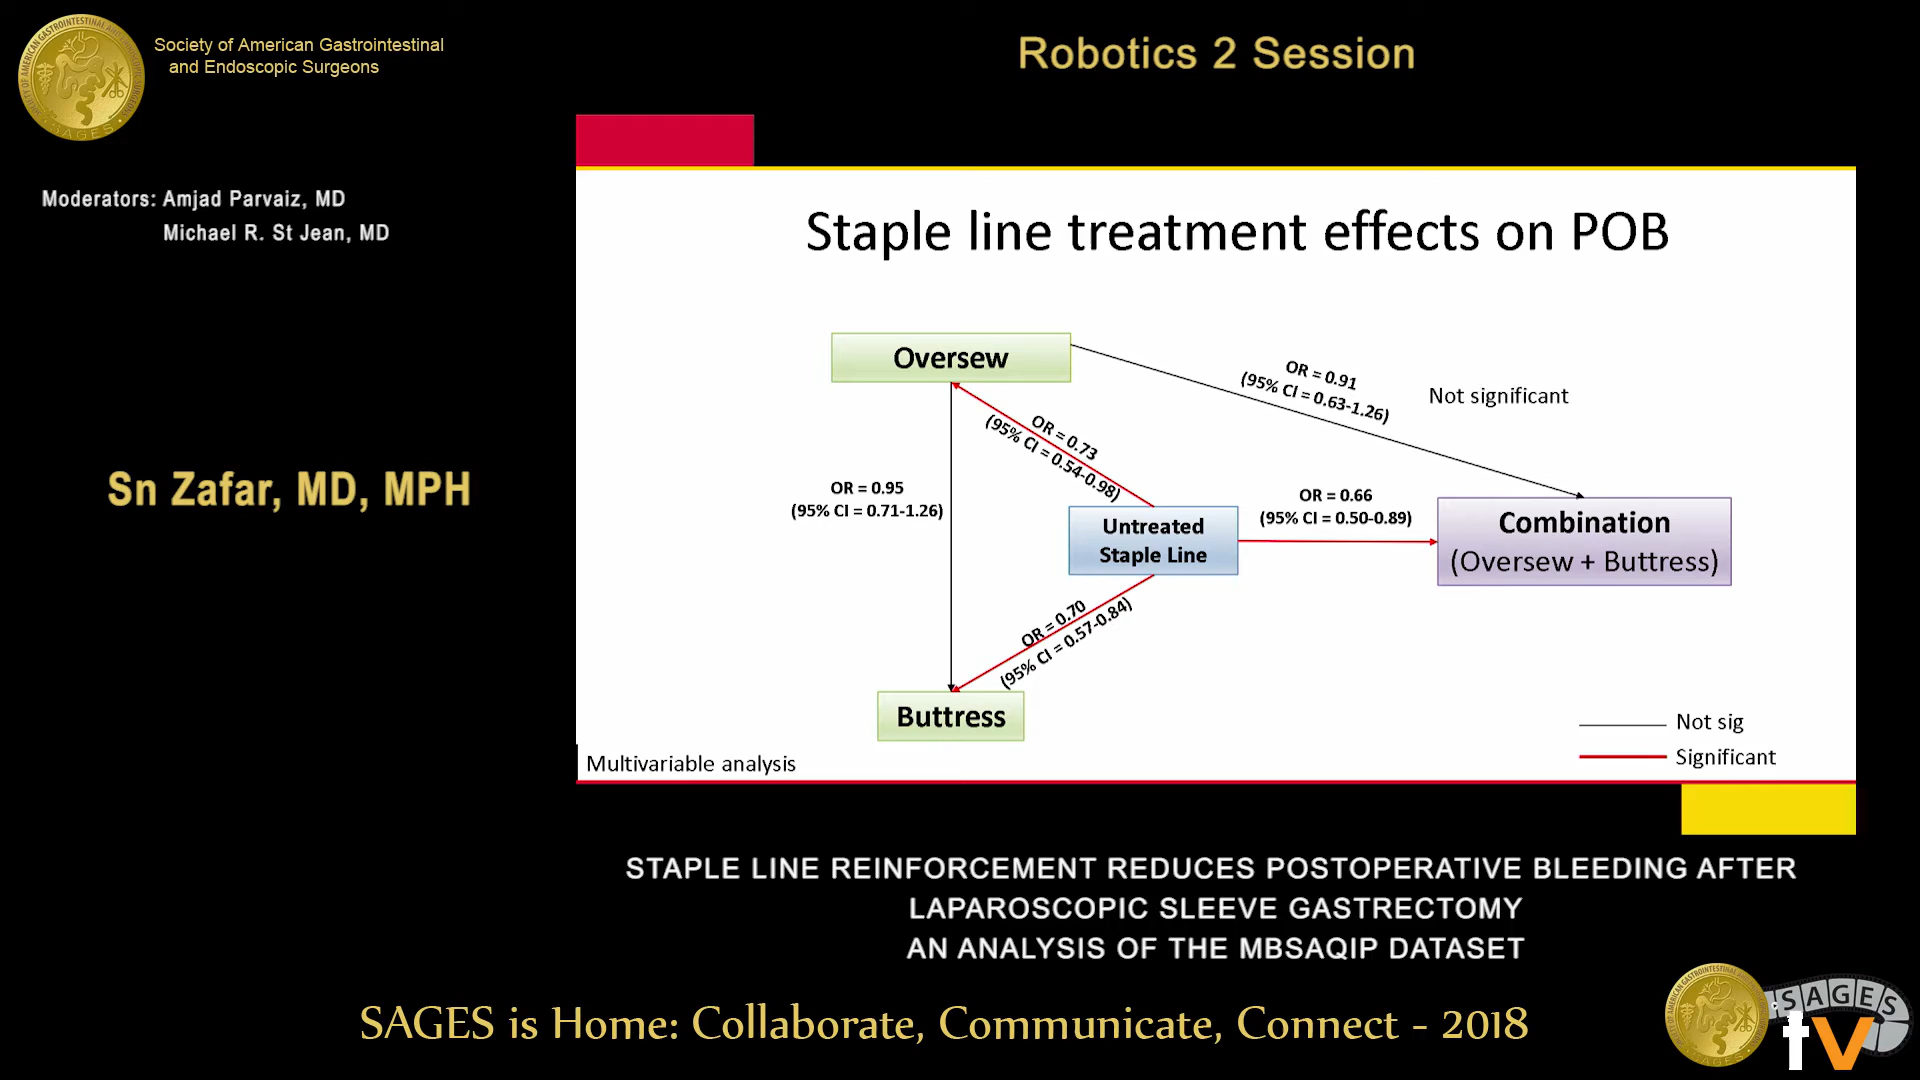 Society of American Gastrointestinal
and Endoscopic Surgeons
Robotics 2 Session
Moderators: Amjad Parvaiz, MD
Michael R. St Jean, MD
Sn Zafar, MD, MPH
Staple line treatment effects on POB
Oversew
OR = 0.91
(95% CI = 0.63-1.26)
Not significant
OR = 0.73
(95% CI = 0.54-0.98)
OR = 0.95
(95% CI = 0.71-1.26)
Untreated
Staple Line
OR = 0.66
(95% CI = 0.50-0.89)
Combination
(Oversew + Buttress)
OR = 0.70
(95% CI = 0.57-0.84)
Buttress
Not sig
Significant
Multivariable analysis
STAPLE LINE REINFORCEMENT REDUCES POSTOPERATIVE BLEEDING AFTER
LAPAROSCOPIC SLEEVE GASTRECTOMY
AN ANALYSIS OF THE MBSAQIP DATASET
SAGES is Home: Collaborate, Communicate, Connect - 2018
SAGES
tv